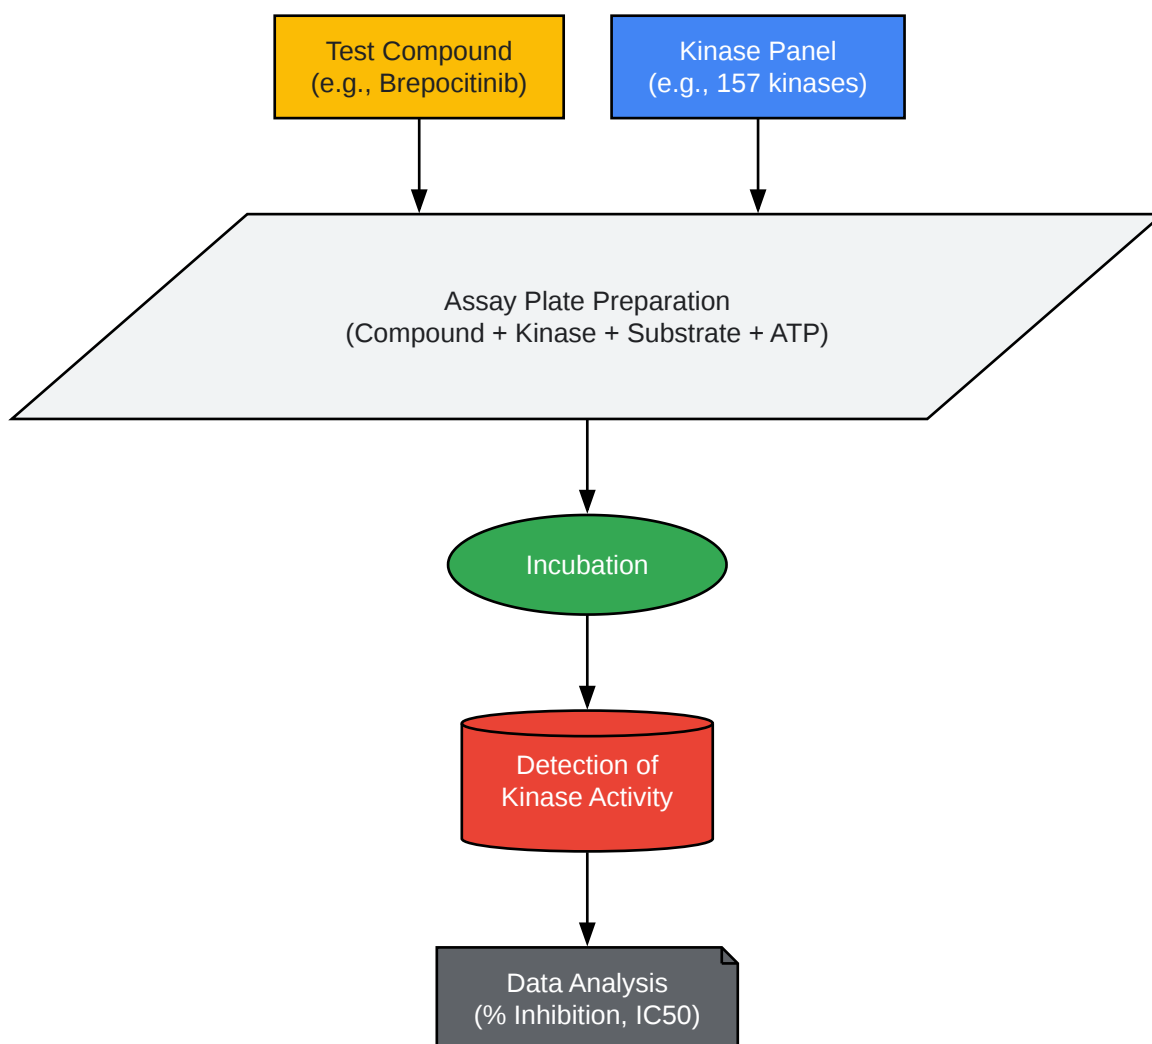 Test Compound
(e.g., Brepocitinib)
Kinase Panel
(e.g., 157 kinases)
Assay Plate Preparation
(Compound + Kinase + Substrate + ATP)
Incubation
Detection of
Kinase Activity
Data Analysis
(% Inhibition, IC50)